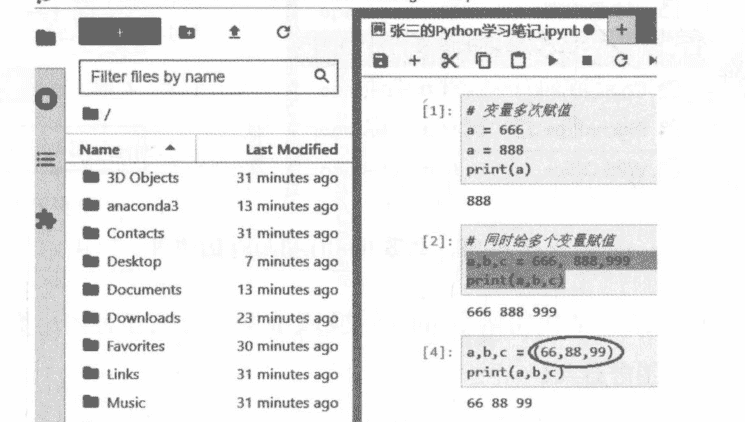 张三的Python学习笔记.ipynb
Filter files by name
/
Name Last Modified
3D Objects 31 minutes ago
anaconda3 13 minutes ago
Contacts 31 minutes ago
Desktop 7 minutes ago
Documents 13 minutes ago
Downloads 23 minutes ago
Favorites 30 minutes ago
Links 31 minutes ago
Music 31 minutes ago
[1]: # 变量多次赋值
a = 666
a = 888
print(a)
888
[2]: # 同时给多个变量赋值
a,b,c = 666, 888,999
print(a,b,c)
666 888 999
[4]: a,b,c = (66,88,99)
print(a,b,c)
66 88 99